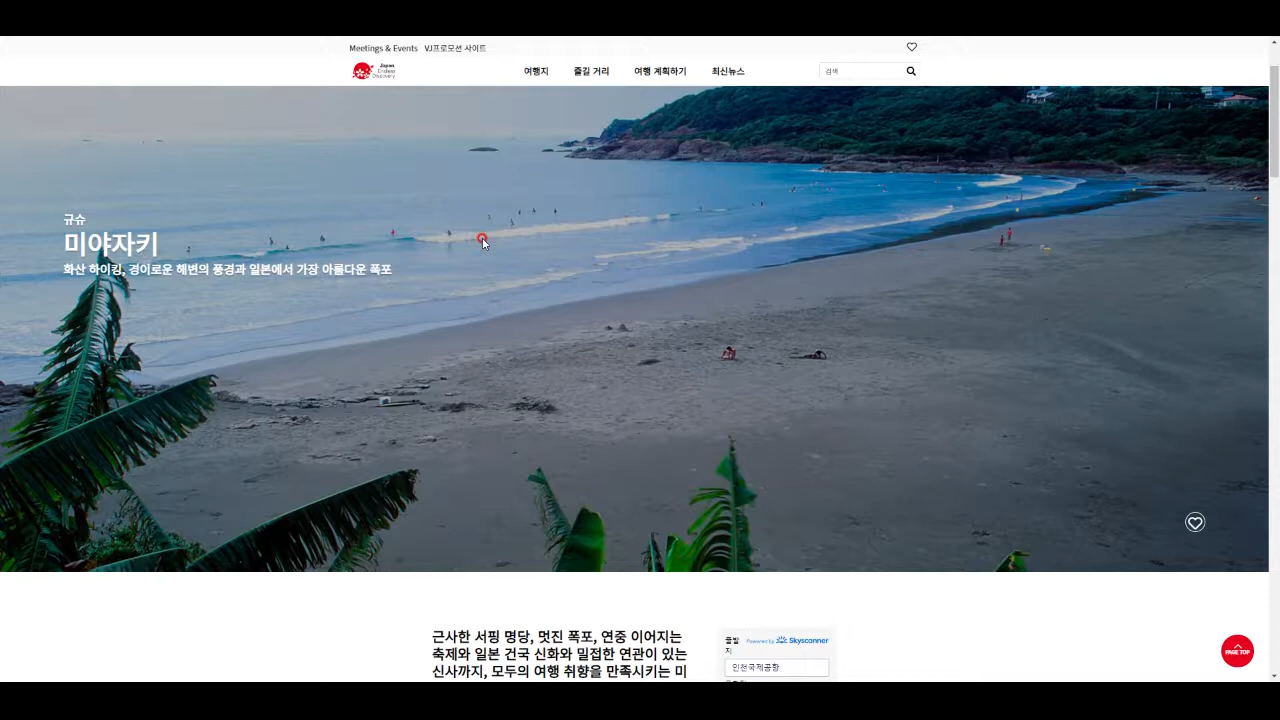 Meetings & Events VJ프로모션 사이트
Japan.
Endless
Discovery.
여행지 즐길 거리 여행 계획하기 최신뉴스
검색
규슈
미야자키
화산 하이킹, 경이로운 해변의 풍경과 일본에서 가장 아름다운 폭포
근사한 서핑 명당, 멋진 폭포, 연중 이어지는
축제와 일본 건국 신화와 밀접한 연관이 있는
신사까지, 모두의 여행 취향을 만족시키는 미
출발지
Powered by Skyscanner
인천국제공항
PAGE TOP